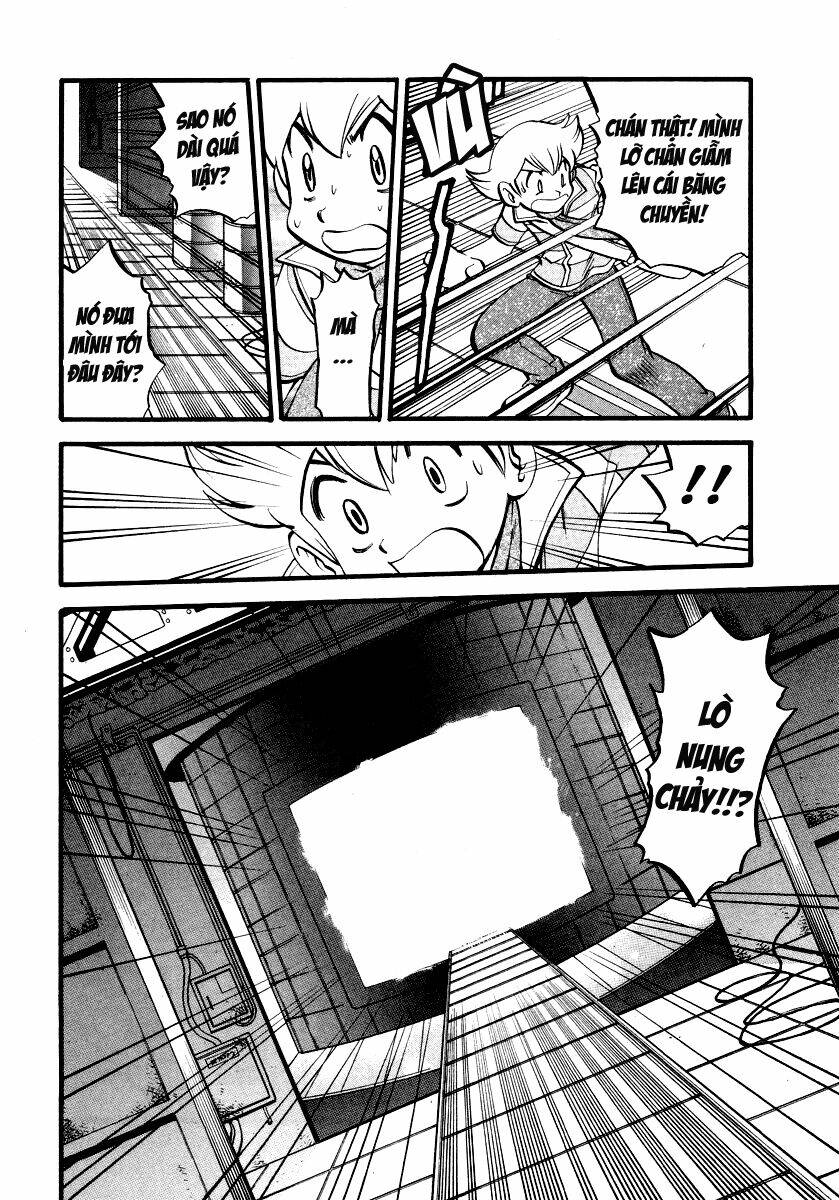 CHÁN THẬT! MÌNH
LỠ CHÂN GIẪM
LÊN CÁI BĂNG
CHUYỀN!
VÙ
MÀ
...
SAO NÓ
DÀI QUÁ
VẬY?
NÓ ĐƯA
MÌNH TỚI
ĐÂU ĐÂY?
!!
LÒ
NUNG
CHẢY!!?